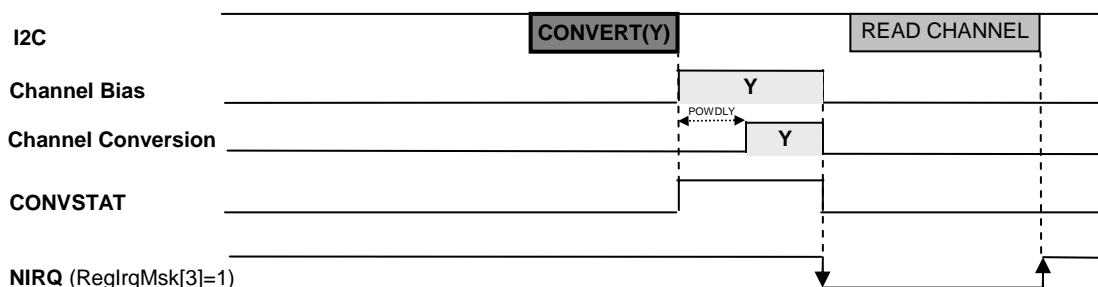 I2C CONVERT(Y) READ CHANNEL
Channel Bias Y
POWDLY
Channel Conversion Y
CONVSTAT
NIRQ (RegIrqMsk[3]=1)